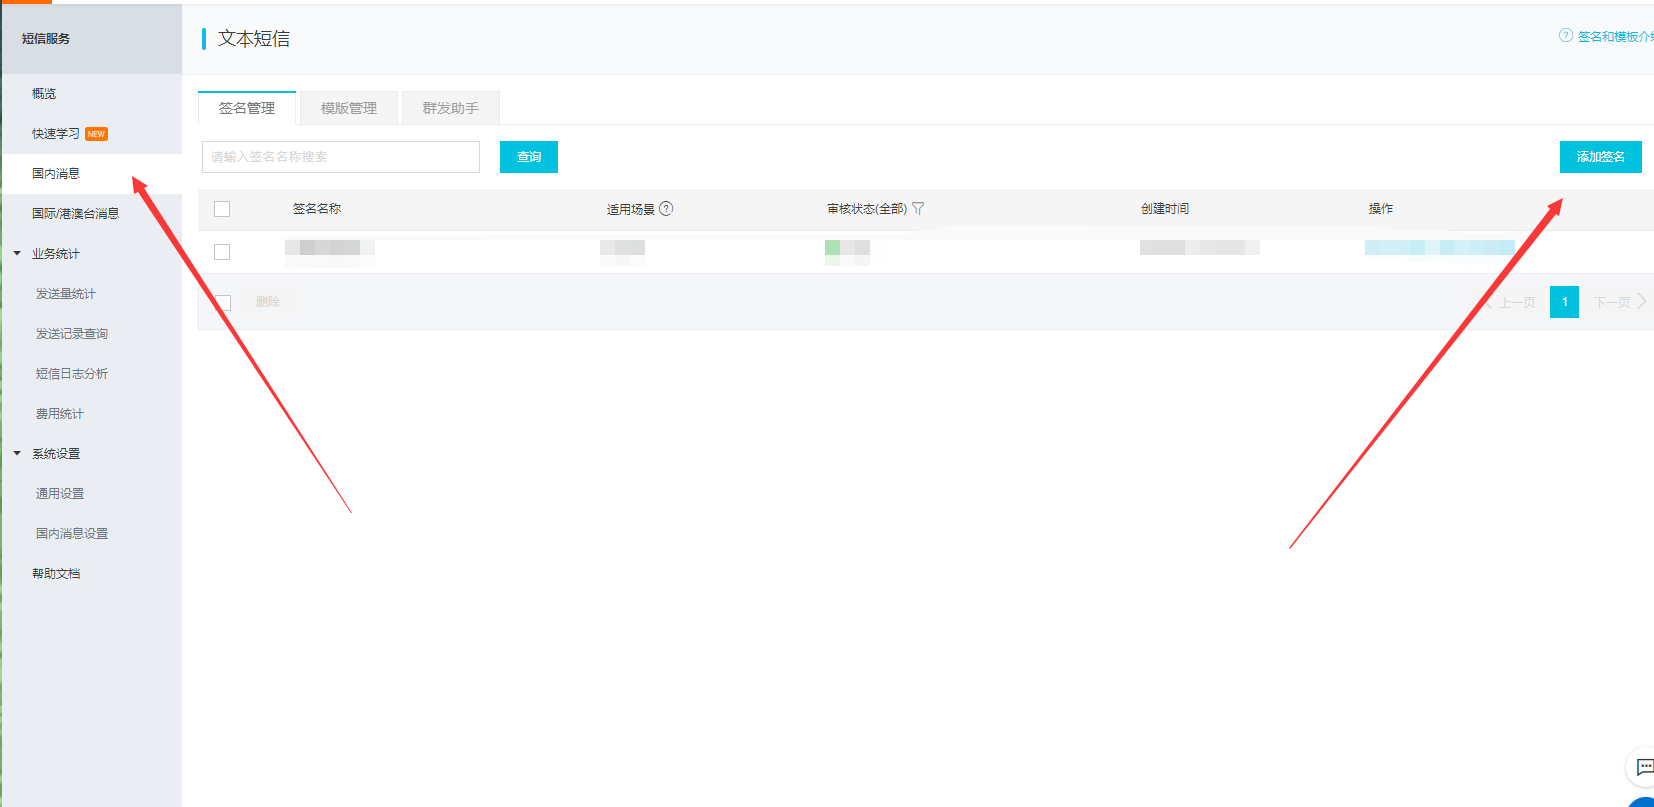 短信服务
概览
快速学习 NEW
国内消息
国际/港澳台消息
业务统计
发送量统计
发送记录查询
短信日志分析
费用统计
系统设置
通用设置
国内消息设置
帮助文档
文本短信
? 签名和模板介绍
签名管理 模版管理 群发助手
请输入签名名称搜索 查询 添加签名
签名名称 适用场景 ? 审核状态(全部) 创建时间 操作
删除 上一页 1 下一页